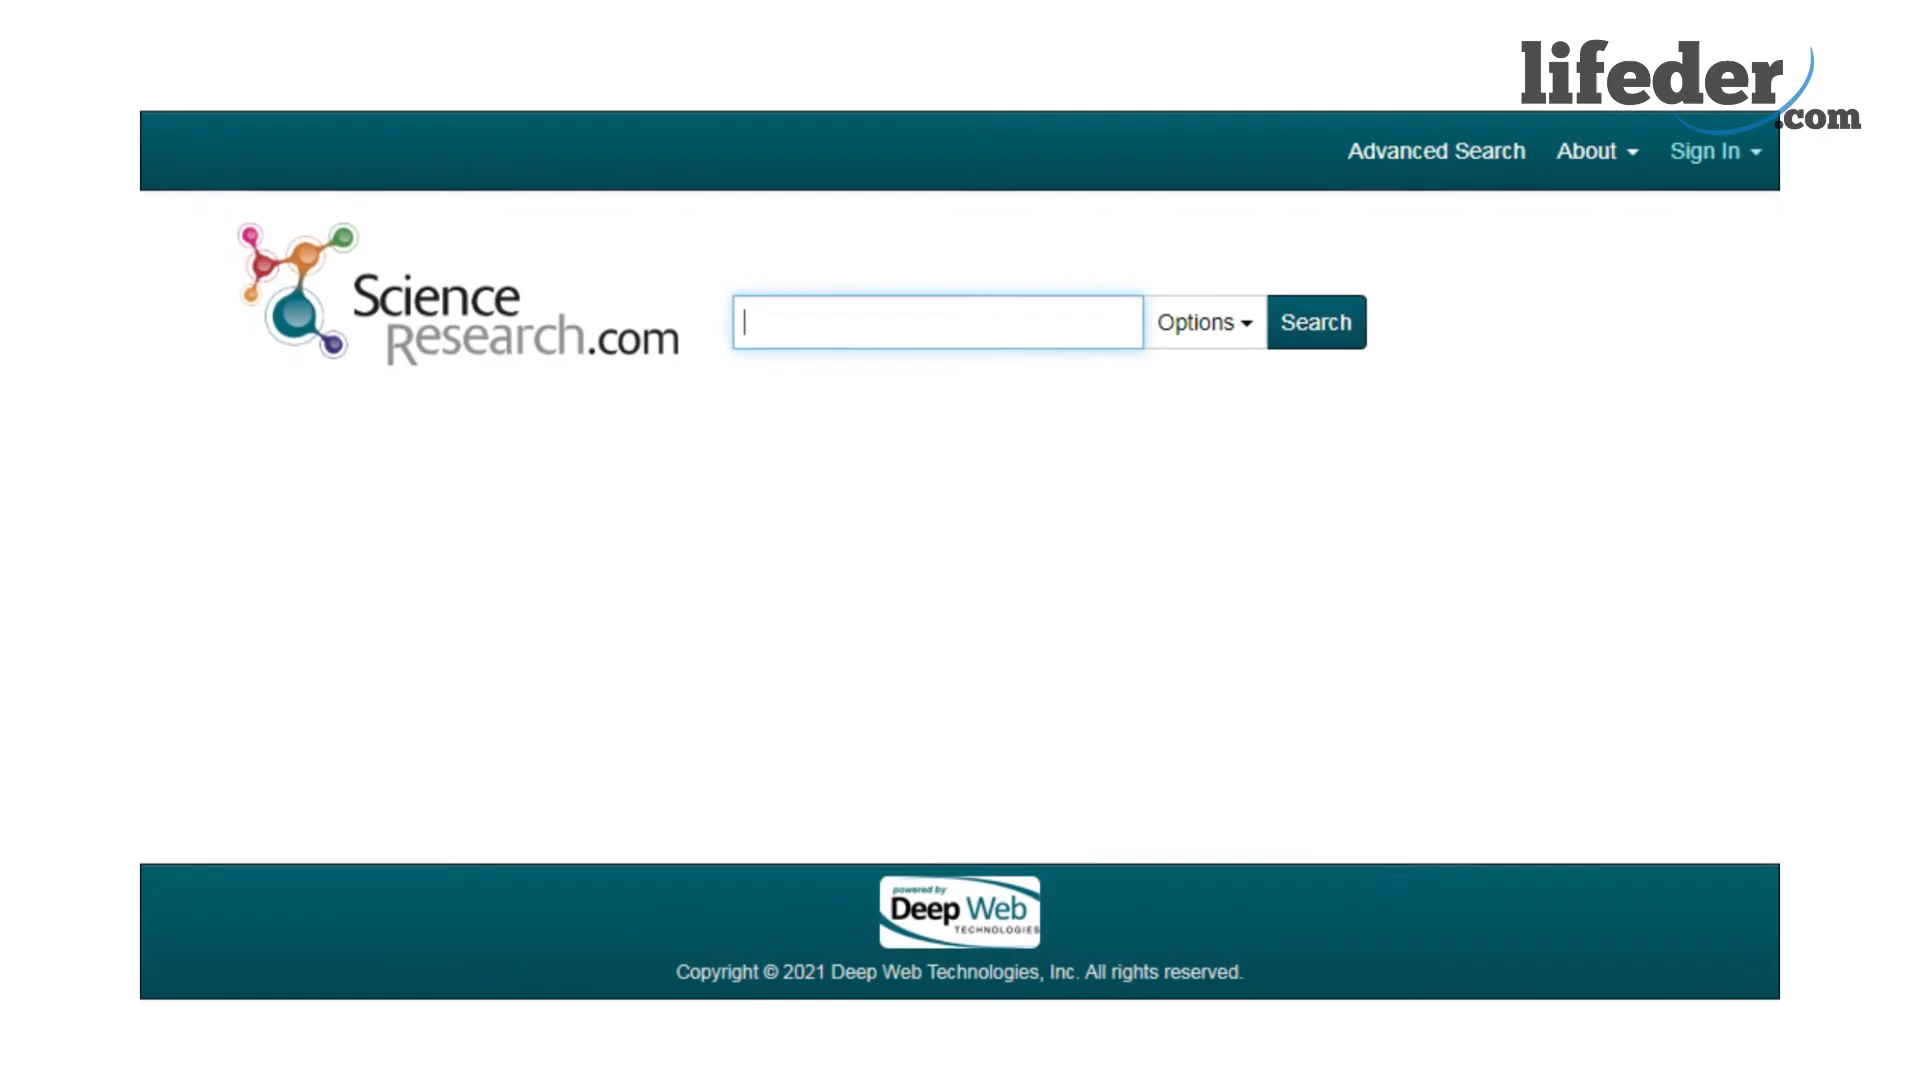 lifeder
.com
Advanced Search About Sign In
Science
Research.com
Options Search
powered by
Deep Web
TECHNOLOGIES
Copyright © 2021 Deep Web Technologies, Inc. All rights reserved.